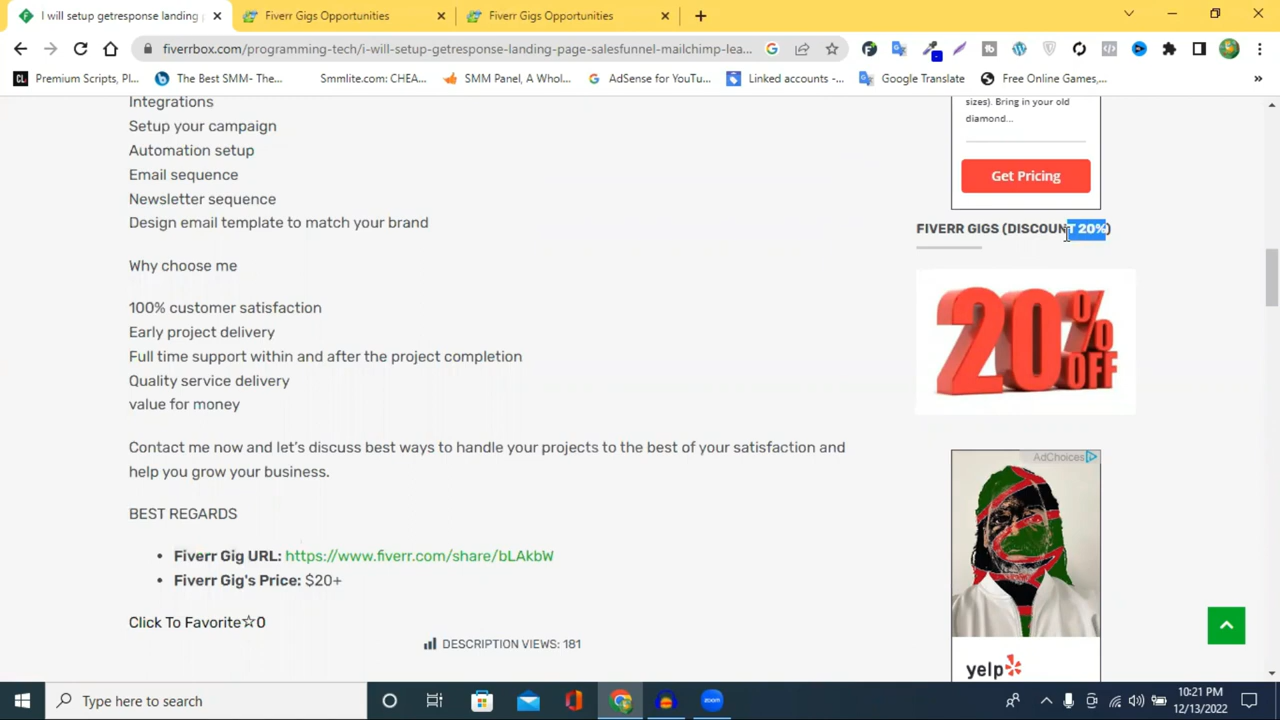 I will setup getresponse landing
Fiverr Gigs Opportunities
Fiverr Gigs Opportunities
fiverrbox.com/programming-tech/i-will-setup-getresponse-landing-page-salesfunnel-mailchimp-lea...
Premium Scripts, Pl...
The Best SMM- The...
Smmlite.com: CHEA...
SMM Panel, A Whol...
AdSense for YouTu...
Linked accounts -...
Google Translate
Free Online Games,...
Integrations
Setup your campaign
Automation setup
Email sequence
Newsletter sequence
Design email template to match your brand
Why choose me
100% customer satisfaction
Early project delivery
Full time support within and after the project completion
Quality service delivery
value for money
Contact me now and let's discuss best ways to handle your projects to the best of your satisfaction and
help you grow your business.
BEST REGARDS
• Fiverr Gig URL: https://www.fiverr.com/share/bLAkbW
• Fiverr Gig's Price: $20+
Click To Favorite☆0
DESCRIPTION VIEWS: 181
sizes). Bring in your old
diamond...
Get Pricing
FIVERR GIGS (DISCOUNT 20%)
20% OFF
AdChoices
yelp
Type here to search
zoom
10:21 PM
12/13/2022